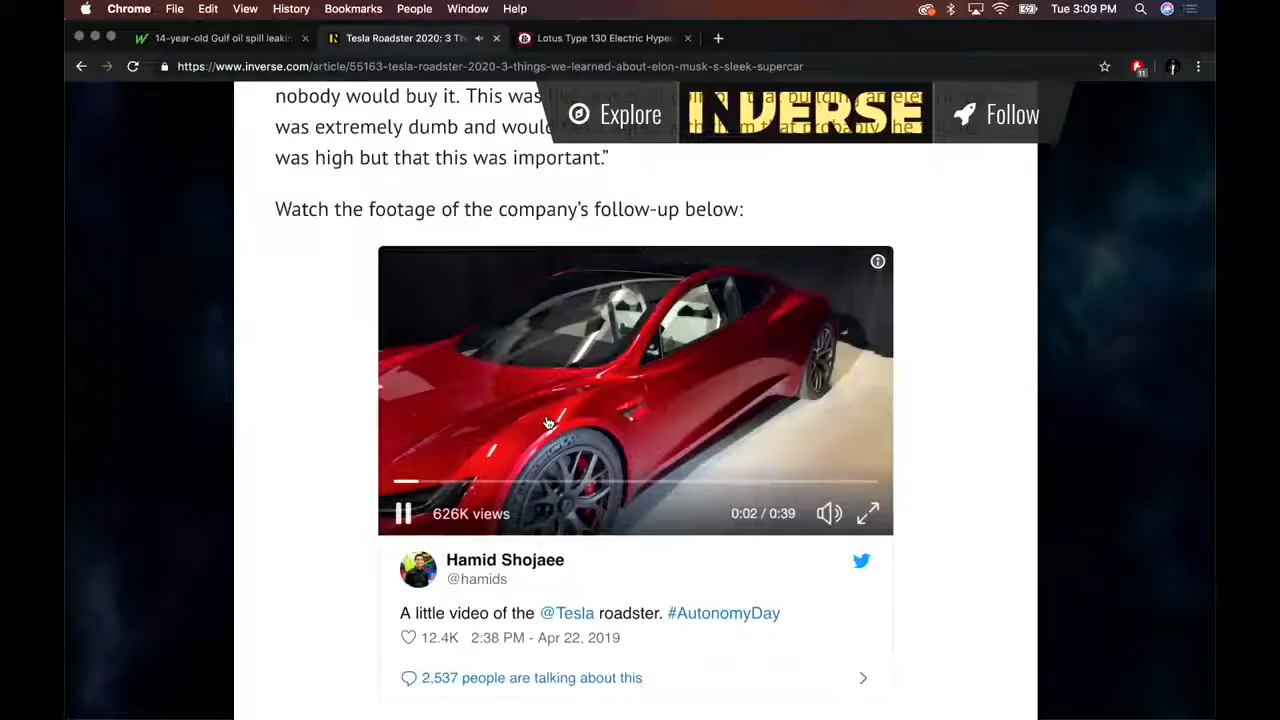 Chrome File Edit View History Bookmarks People Window Help Tue 3:09 PM
14-year-old Gulf oil spill leakin
Tesla Roadster 2020: 3 Th
Lotus Type 130 Electric Hyper
https://www.inverse.com/article/55163-tesla-roadster-2020-3-things-we-learned-about-elon-musk-s-sleek-supercar
11
nobody would buy it. This was
Explore INVERSE Follow
was extremely dumb and would
was high but that this was important.”
Watch the footage of the company’s follow-up below:
626K views 0:02 / 0:39
Hamid Shojaee
@hamids
A little video of the @Tesla roadster. #AutonomyDay
12.4K 2:38 PM - Apr 22, 2019
2,537 people are talking about this